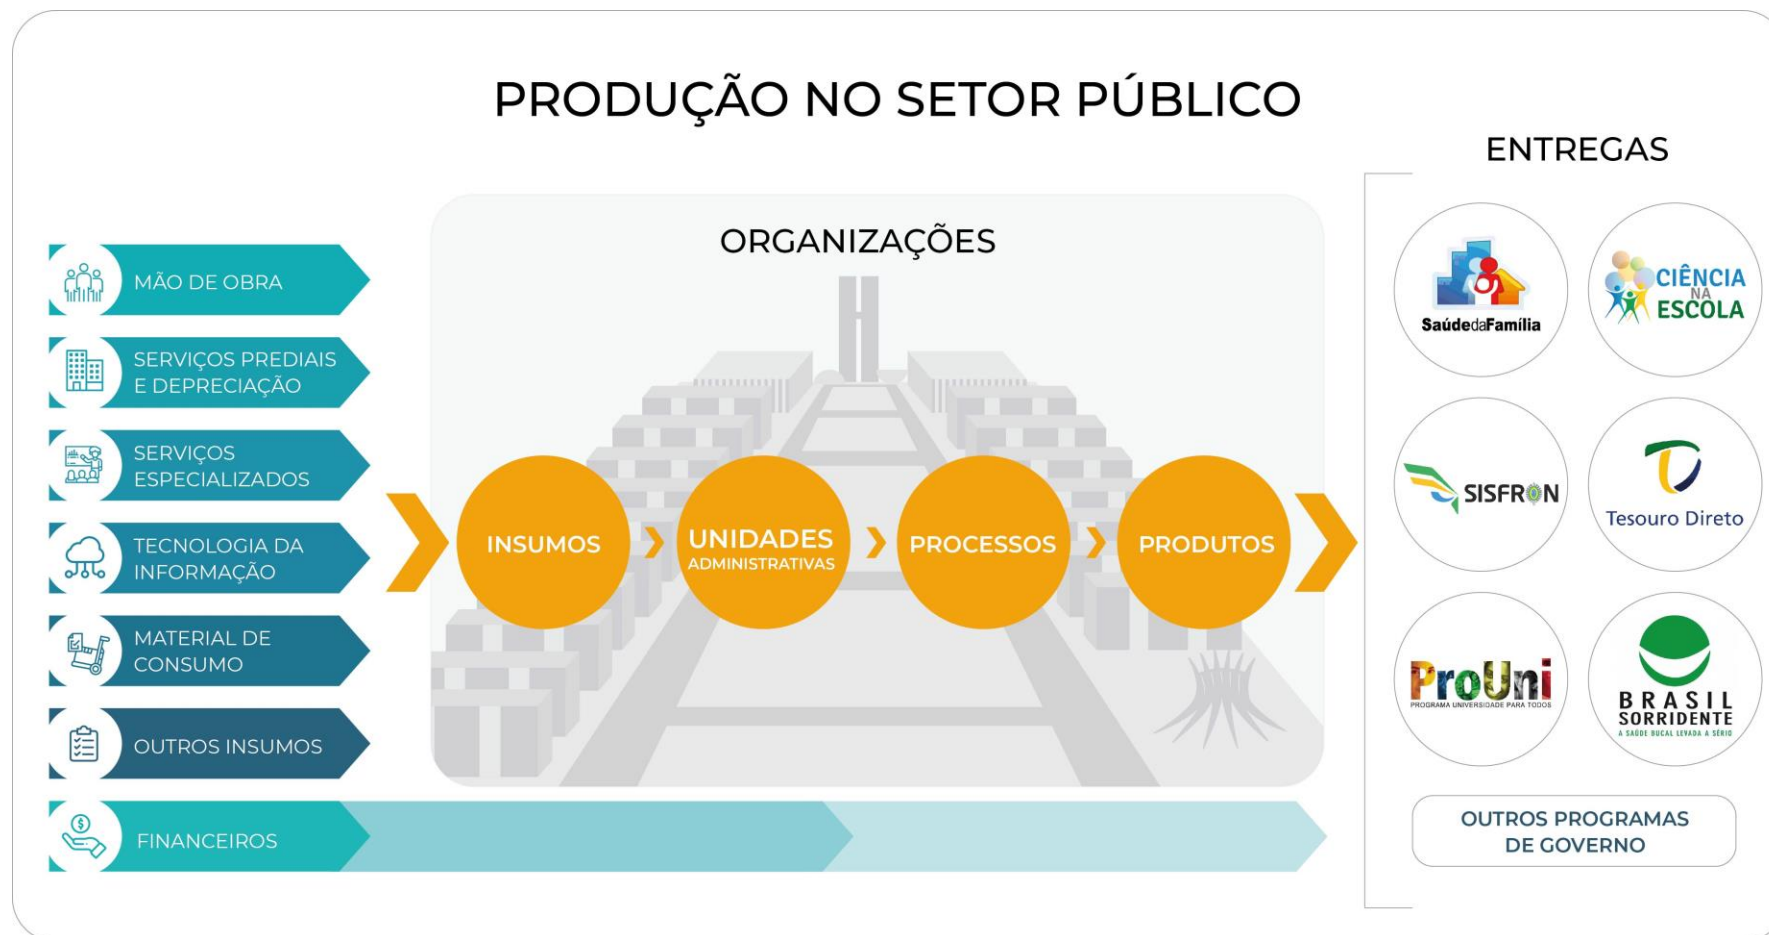 PRODUÇÃO NO SETOR PÚBLICO
MÃO DE OBRA
SERVIÇOS PREDIAIS
E DEPRECIAÇÃO
SERVIÇOS
ESPECIALIZADOS
TECNOLOGIA DA
INFORMAÇÃO
MATERIAL DE
CONSUMO
OUTROS INSUMOS
FINANCEIROS
ORGANIZAÇÕES
INSUMOS
UNIDADES
ADMINISTRATIVAS
PROCESSOS
PRODUTOS
ENTREGAS
SaúdedaFamília
CIÊNCIA
NA
ESCOLA
SISFRON
Tesouro Direto
ProUni
PROGRAMA UNIVERSIDADE PARA TODOS
BRASIL
SORRIDENTE
A SAÚDE BUCAL LEVADA A SÉRIO
OUTROS PROGRAMAS
DE GOVERNO